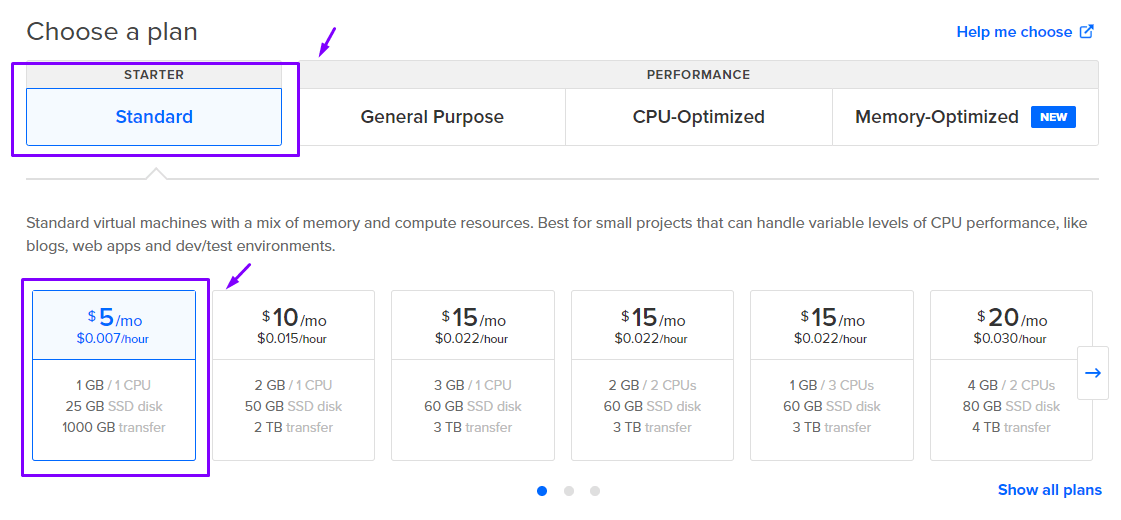 Choose a plan
Help me choose
STARTER
PERFORMANCE
Standard
General Purpose
CPU-Optimized
Memory-Optimized NEW
Standard virtual machines with a mix of memory and compute resources. Best for small projects that can handle variable levels of CPU performance, like
blogs, web apps and dev/test environments.
$5/mo
$0.007/hour
1 GB / 1 CPU
25 GB SSD disk
1000 GB transfer
$10/mo
$0.015/hour
2 GB / 1 CPU
50 GB SSD disk
2 TB transfer
$15/mo
$0.022/hour
3 GB / 1 CPU
60 GB SSD disk
3 TB transfer
$15/mo
$0.022/hour
2 GB / 2 CPUs
60 GB SSD disk
3 TB transfer
$15/mo
$0.022/hour
1 GB / 3 CPUs
60 GB SSD disk
3 TB transfer
$20/mo
$0.030/hour
4 GB / 2 CPUs
80 GB SSD disk
4 TB transfer
Show all plans